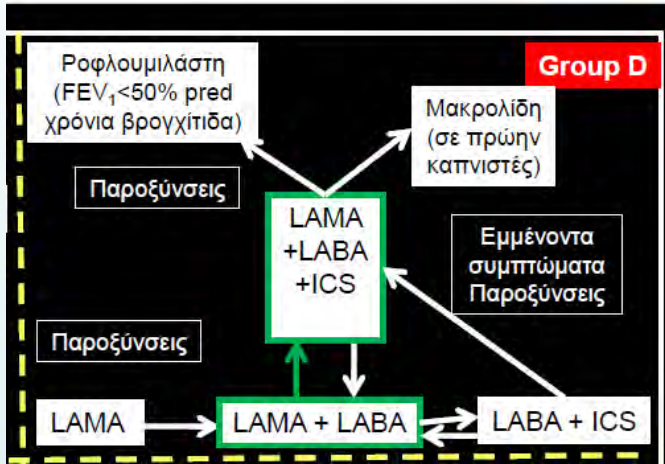 Ροφλουμιλάστη
(FEV₁<50% pred
χρόνια βρογχίτιδα)
Group D
Μακρολίδη
(σε πρώην
καπνιστές)
Παροξύνσεις
LAMA
+LABA
+ICS
Εμμένοντα
συμπτώματα
Παροξύνσεις
Παροξύνσεις
LAMA
LAMA + LABA
LABA + ICS